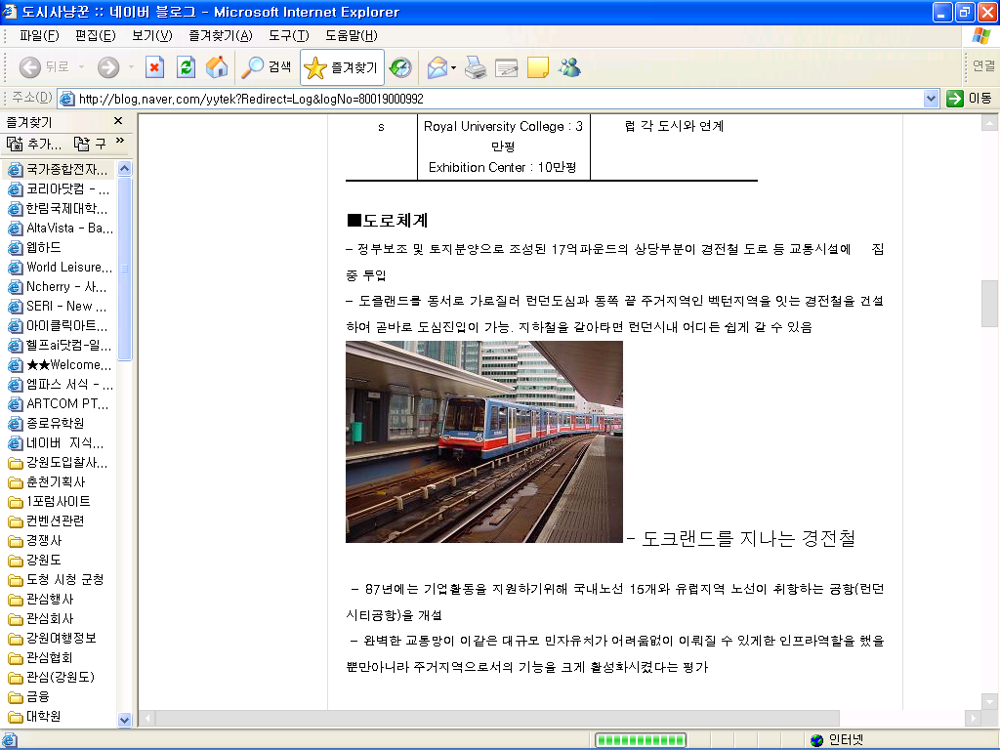 도시사냥꾼 :: 네이버 블로그 - Microsoft Internet Explorer
파일(F) 편집(E) 보기(V) 즐겨찾기(A) 도구(T) 도움말(H)
뒤로 검색 즐겨찾기 연결
주소(D) http://blog.naver.com/yytek?Redirect=Log&logNo=80019000992 이동
즐겨찾기
추가... 구 »
국가종합전자...
코리아닷컴 - ...
한림국제대학...
AltaVista - Ba...
웹하드
World Leisure...
Ncherry - 사...
SERI - New ...
아이클릭아트...
헬프ai닷컴-일...
★★Welcome...
엠파스 서식 - ...
ARTCOM PT...
종로유학원
네이버 지식...
강원도입찰사...
춘천기획사
1포럼사이트
컨벤션관련
경쟁사
강원도
도청 시청 군청
관심행사
관심회사
강원여행정보
관심협회
관심(강원도)
금융
대학원
s Royal University College : 3 럽 각 도시와 연계
만평
Exhibition Center : 10만평
■도로체계
- 정부보조 및 토지분양으로 조성된 17억파운드의 상당부분이 경전철 도로 등 교통시설에 집
중 투입
- 도클랜드를 동서로 가로질러 런던도심과 동쪽 끝 주거지역인 벡턴지역을 잇는 경전철을 건설
하여 곧바로 도심진입이 가능. 지하철을 갈아타면 런던시내 어디든 쉽게 갈 수 있음
- 도크랜드를 지나는 경전철
- 87년에는 기업활동을 지원하기위해 국내노선 15개와 유럽지역 노선이 취항하는 공항(런던
시티공항)을 개설
- 완벽한 교통망이 이같은 대규모 민자유치가 어려움없이 이뤄질 수 있게한 인프라역할을 했을
뿐만아니라 주거지역으로서의 기능을 크게 활성화시켰다는 평가
인터넷